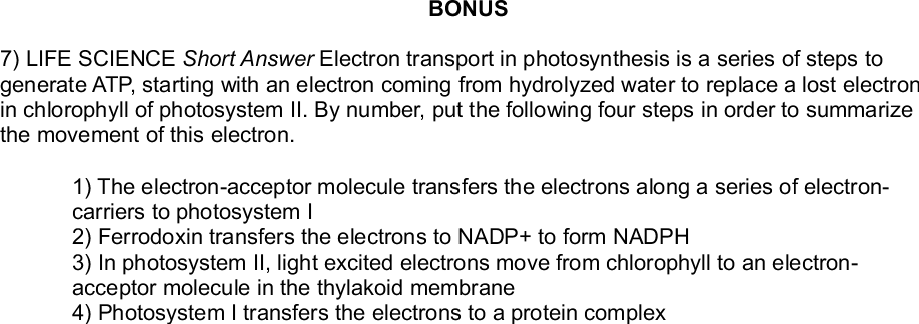 BONUS
7) LIFE SCIENCE Short Answer Electron transport in photosynthesis is a series of steps to
generate ATP, starting with an electron coming from hydrolyzed water to replace a lost electron
in chlorophyll of photosystem II. By number, put the following four steps in order to summarize
the movement of this electron.
1) The electron-acceptor molecule transfers the electrons along a series of electron-
carriers to photosystem I
2) Ferrodoxin transfers the electrons to NADP+ to form NADPH
3) In photosystem II, light excited electrons move from chlorophyll to an electron-
acceptor molecule in the thylakoid membrane
4) Photosystem I transfers the electrons to a protein complex